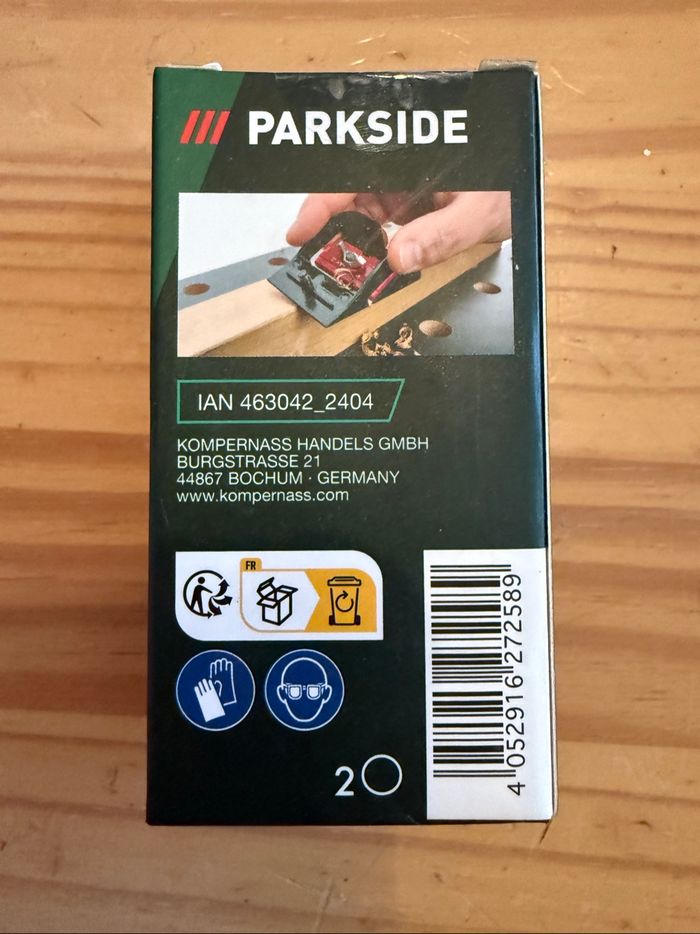 PARKSIDE
IAN 463042_2404
KOMPERNASS HANDELS GMBH
BURGSTRASSE 21
44867 BOCHUM · GERMANY
www.kompernass.com
FR
2
4 052916 272589